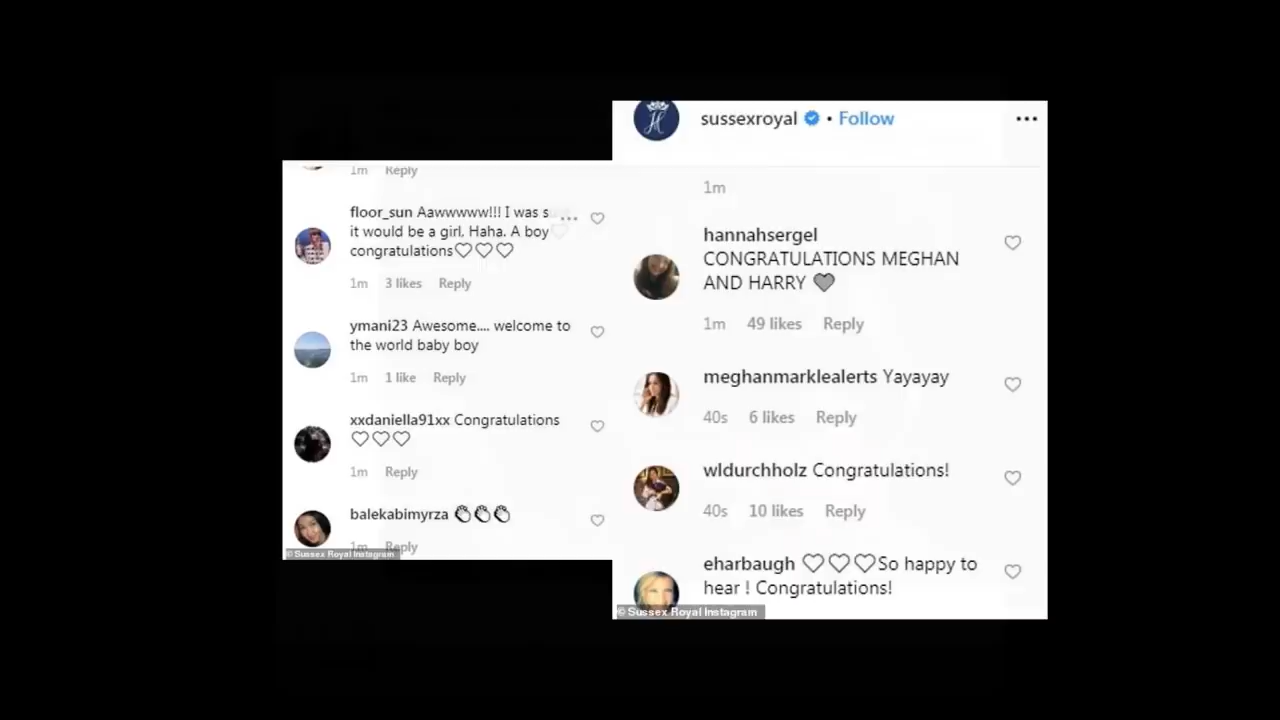 1m Reply
floor_sun Aawwwww!!! I was s
it would be a girl, Haha. A boy
congratulations♡♡♡
1m 3 likes Reply
ymani23 Awesome.... welcome to
the world baby boy
1m 1 like Reply
xxdaniella91xx Congratulations
♡♡♡
1m Reply
balekabimyrza 👏👏👏
1m Reply
© Sussex Royal Instagram
sussexroyal • Follow
1m
hannahsergel
CONGRATULATIONS MEGHAN
AND HARRY 🖤
1m 49 likes Reply
meghanmarklealerts Yayayay
40s 6 likes Reply
wldurchholz Congratulations!
40s 10 likes Reply
eharbaugh ♡♡♡So happy to
hear ! Congratulations!
© Sussex Royal Instagram